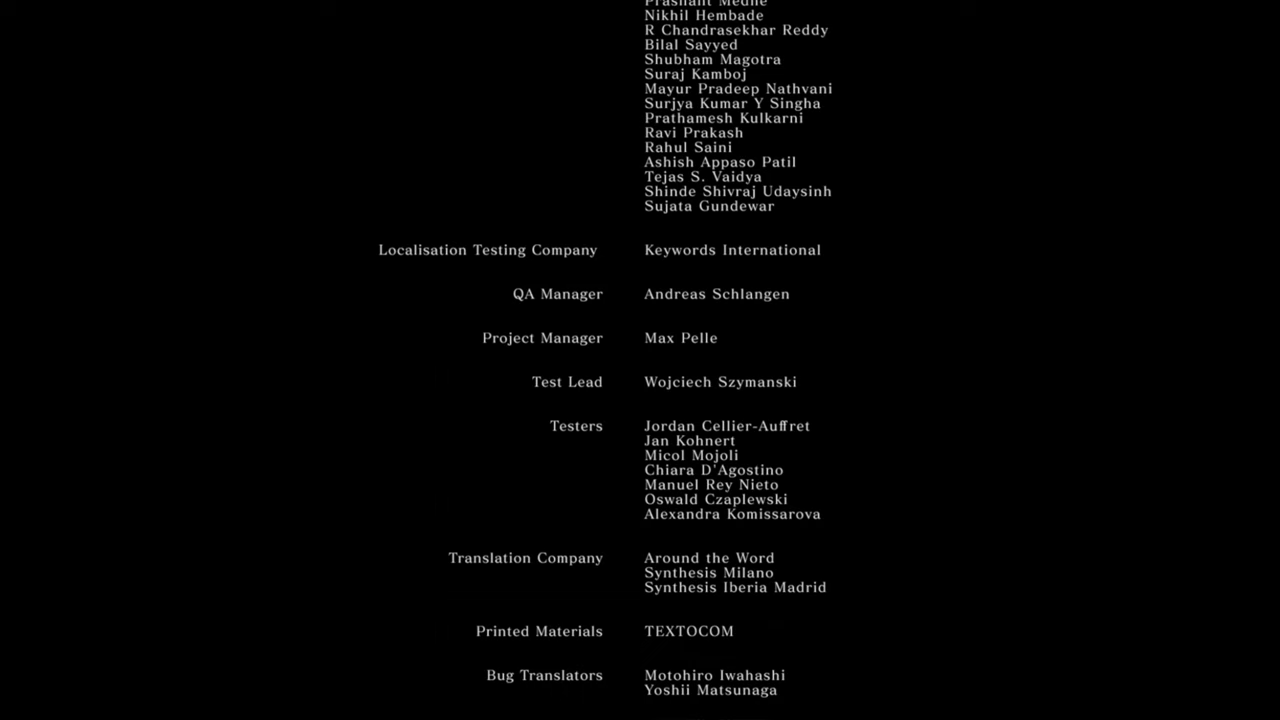 Prashant Medhe
Nikhil Hembade
R Chandrasekhar Reddy
Bilal Sayyed
Shubham Magotra
Suraj Kamboj
Mayur Pradeep Nathvani
Surjya Kumar Y Singha
Prathamesh Kulkarni
Ravi Prakash
Rahul Saini
Ashish Appaso Patil
Tejas S. Vaidya
Shinde Shivraj Udaysinh
Sujata Gundewar
Localisation Testing Company Keywords International
QA Manager Andreas Schlangen
Project Manager Max Pelle
Test Lead Wojciech Szymanski
Testers Jordan Cellier-Auffret
Jan Kohnert
Micol Mojoli
Chiara D'Agostino
Manuel Rey Nieto
Oswald Czaplewski
Alexandra Komissarova
Translation Company Around the Word
Synthesis Milano
Synthesis Iberia Madrid
Printed Materials TEXTOCOM
Bug Translators Motohiro Iwahashi
Yoshii Matsunaga